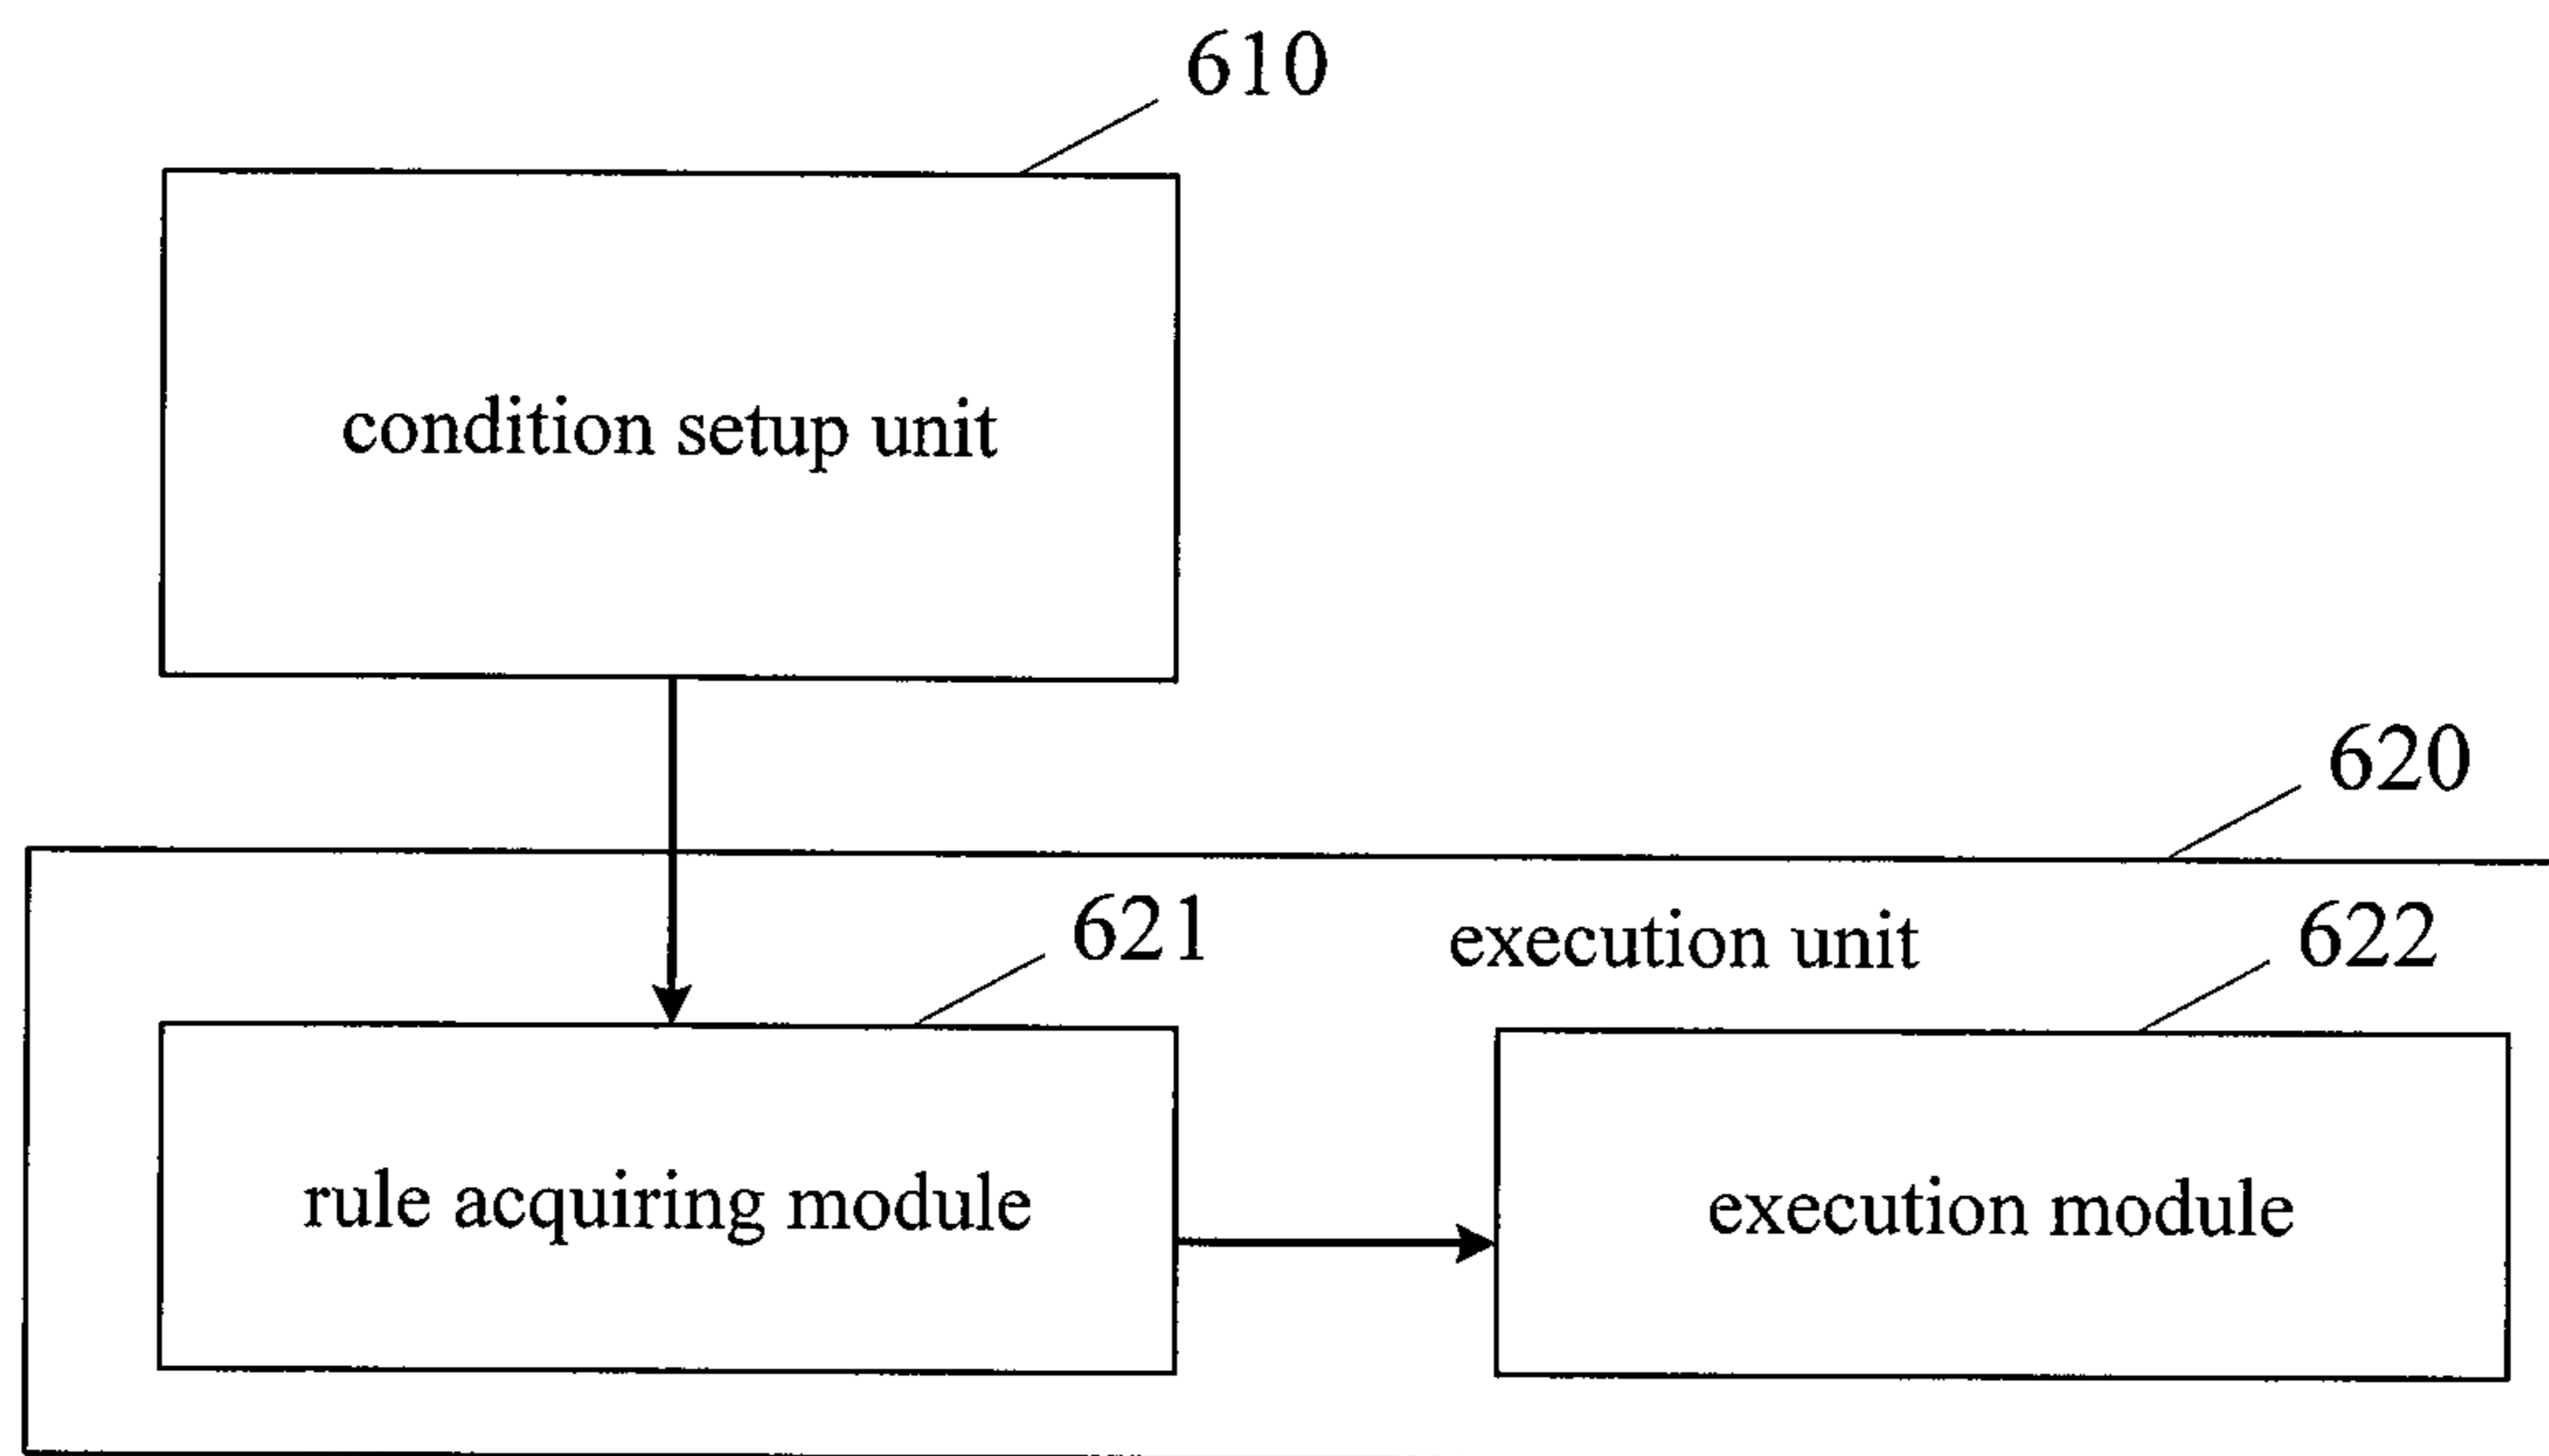 610
condition setup unit
620
621
execution unit
622
rule acquiring module
execution module